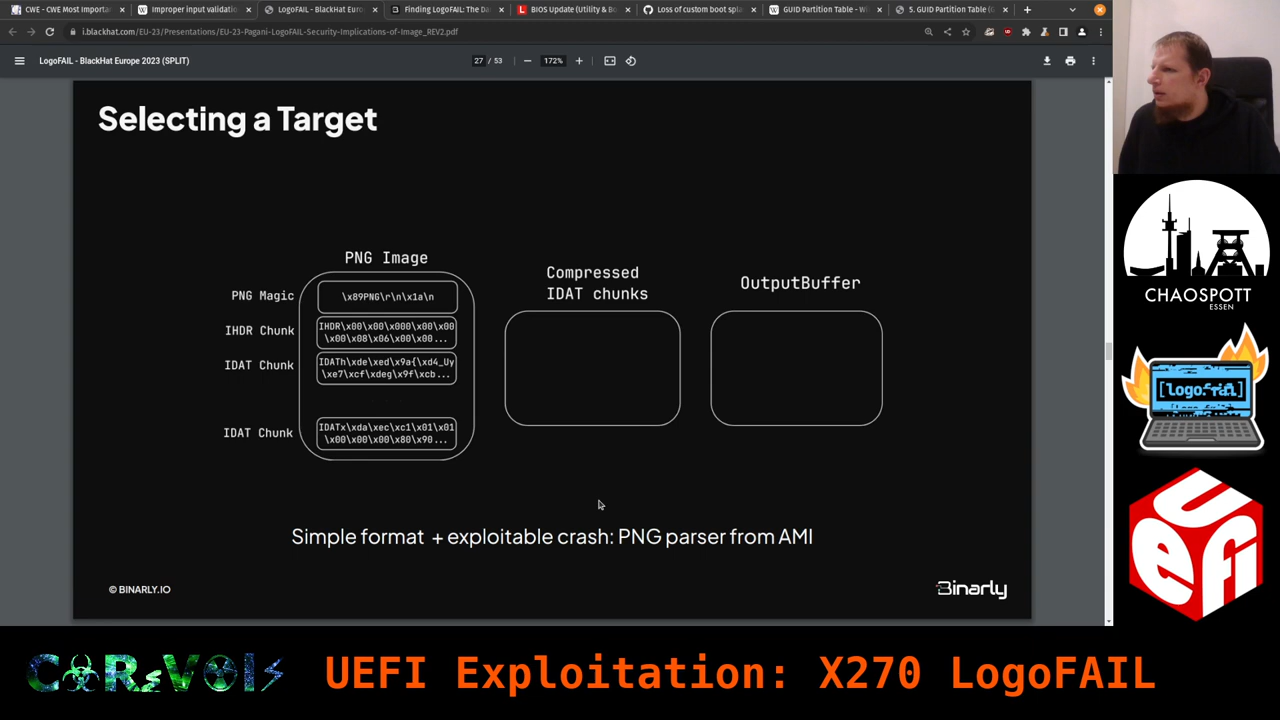 CWE - CWE Most Importa
Improper input validatio
LogoFAIL - BlackHat Euro
Finding LogoFAIL: The Da
BIOS Update (Utility & Bo
Loss of custom boot spla
GUID Partition Table - Wi
5. GUID Partition Table (G
i.blackhat.com/EU-23/Presentations/EU-23-Pagani-LogoFAIL-Security-Implications-of-Image_REV2.pdf
LogoFAIL - BlackHat Europe 2023 (SPLIT)
27 / 53
172%
Selecting a Target
PNG Image
Compressed
IDAT chunks
OutputBuffer
PNG Magic
\x89PNG\r\n\x1a\n
IHDR Chunk
IHDR\x00\x00\x000\x00\x00
\x00\x08\x06\x00\x00...
IDAT Chunk
IDATh\xde\xed\x9a{\xd4_Uy
\xe7\xcf\xdeg\x9f\xcb...
IDAT Chunk
IDATx\xda\xec\xc1\x01\x01
\x00\x00\x00\x80\x90...
Simple format + exploitable crash: PNG parser from AMI
© BINARLY.IO
Binarly
CHAOSPOTT
ESSEN
[logofail]
UEFI
C0R3V01s
UEFI Exploitation: X270 LogoFAIL